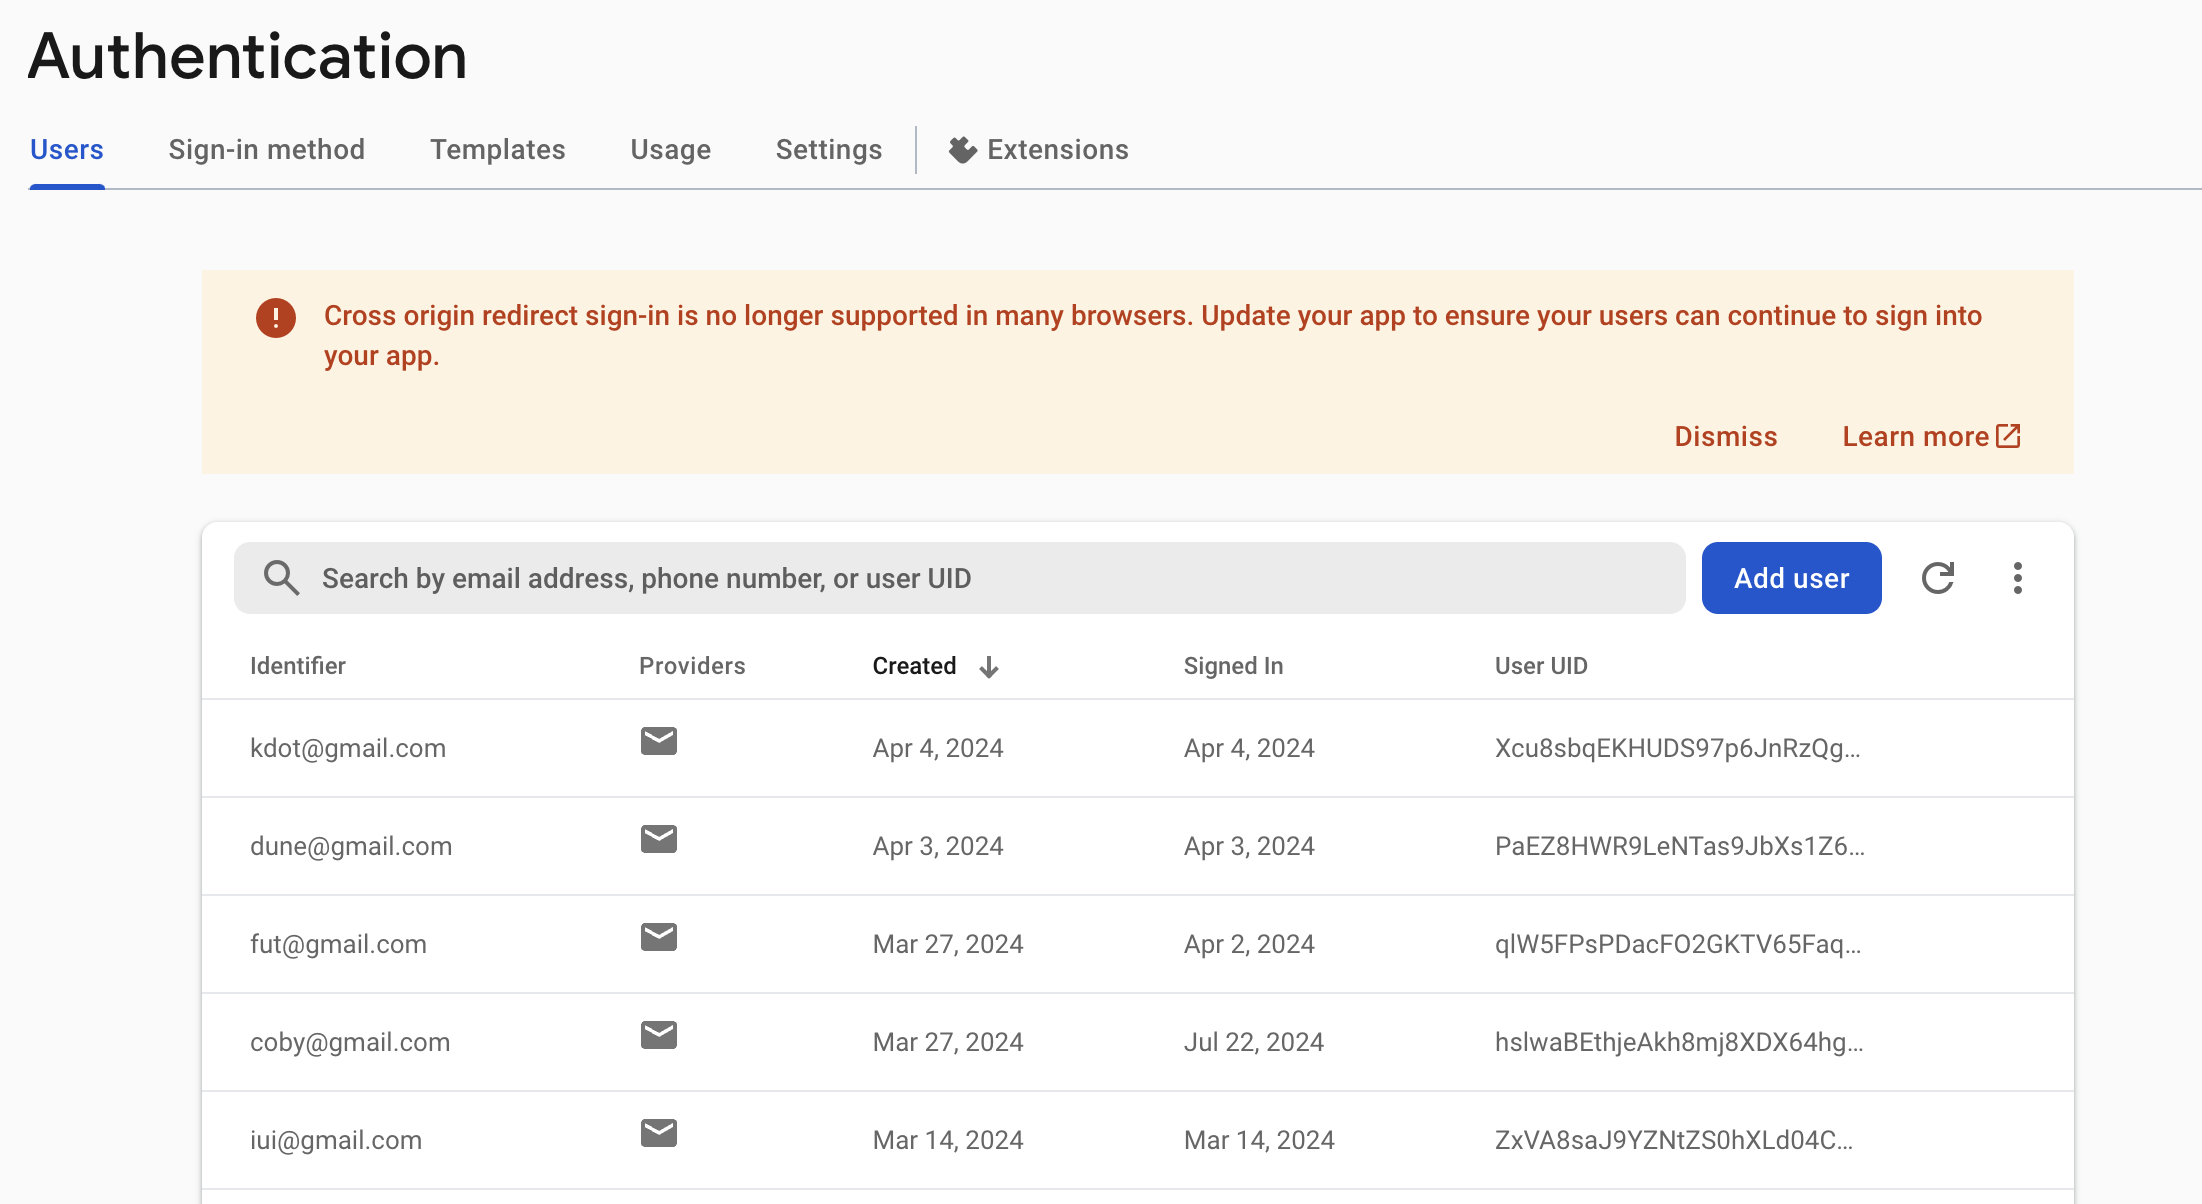 Authentication
Users Sign-in method Templates Usage Settings Extensions
Cross origin redirect sign-in is no longer supported in many browsers. Update your app to ensure your users can continue to sign into
your app.
Dismiss Learn more
Search by email address, phone number, or user UID Add user
Identifier Providers Created Signed In User UID
kdot@gmail.com Apr 4, 2024 Apr 4, 2024 Xcu8sbqEKHUDS97p6JnRzQg...
dune@gmail.com Apr 3, 2024 Apr 3, 2024 PaEZ8HWR9LeNTas9JbXs1Z6...
fut@gmail.com Mar 27, 2024 Apr 2, 2024 qlW5FPsPDacFO2GKTV65Faq...
coby@gmail.com Mar 27, 2024 Jul 22, 2024 hslwaBEthjeAkh8mj8XDX64hg...
iui@gmail.com Mar 14, 2024 Mar 14, 2024 ZxVA8saJ9YZNtZS0hXLd04C...